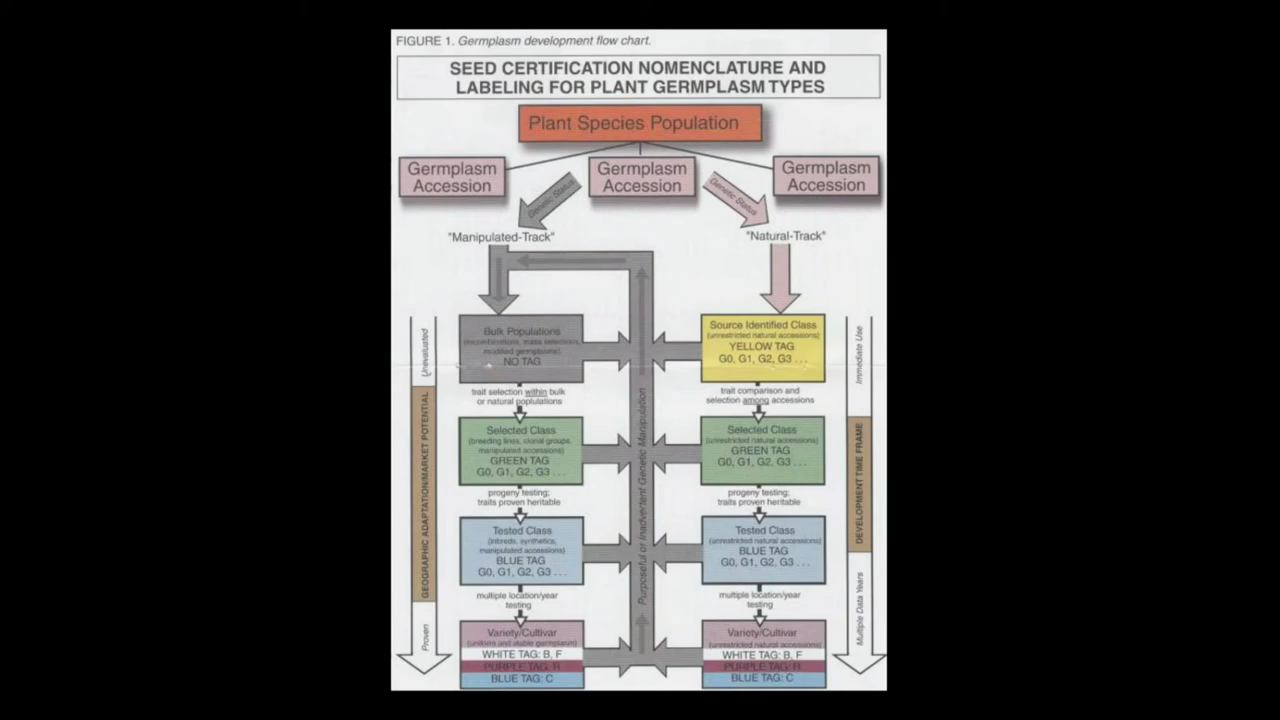 FIGURE 1. Germplasm development flow chart.
SEED CERTIFICATION NOMENCLATURE AND
LABELING FOR PLANT GERMPLASM TYPES
Plant Species Population
Germplasm
Accession
Germplasm
Accession
Germplasm
Accession
Genetic Status
Genetic Status
"Manipulated-Track"
"Natural-Track"
Unevaluated
GEOGRAPHIC ADAPTATION/MARKET POTENTIAL
Proven
Bulk Populations
(recombinations, mass selections,
modified germplasms)
NO TAG
trait selection within bulk
or natural poplulations
Selected Class
(breeding lines, clonal groups,
manipulated accessions)
GREEN TAG
G0, G1, G2, G3 . . .
progeny testing;
traits proven heritable
Tested Class
(inbreds, synthetics,
manipulated accessions)
BLUE TAG
G0, G1, G2, G3 . . .
multiple location/year
testing
Variety/Cultivar
(uniform and stable germplasm)
WHITE TAG: B, F
PURPLE TAG: R
BLUE TAG: C
Purposeful or Inadvertent Genetic Manipulation
Source Identified Class
(unrestricted natural accessions)
YELLOW TAG
G0, G1, G2, G3 . . .
trait comparison and
selection among accessions
Selected Class
(unrestricted natural accessions)
GREEN TAG
G0, G1, G2, G3 . . .
progeny testing;
traits proven heritable
Tested Class
(unrestricted natural accessions)
BLUE TAG
G0, G1, G2, G3 . . .
multiple location/year
testing
Variety/Cultivar
(unrestricted natural accessions)
WHITE TAG: B, F
PURPLE TAG: R
BLUE TAG: C
Immediate Use
DEVELOPMENT TIME FRAME
Multiple Data Years